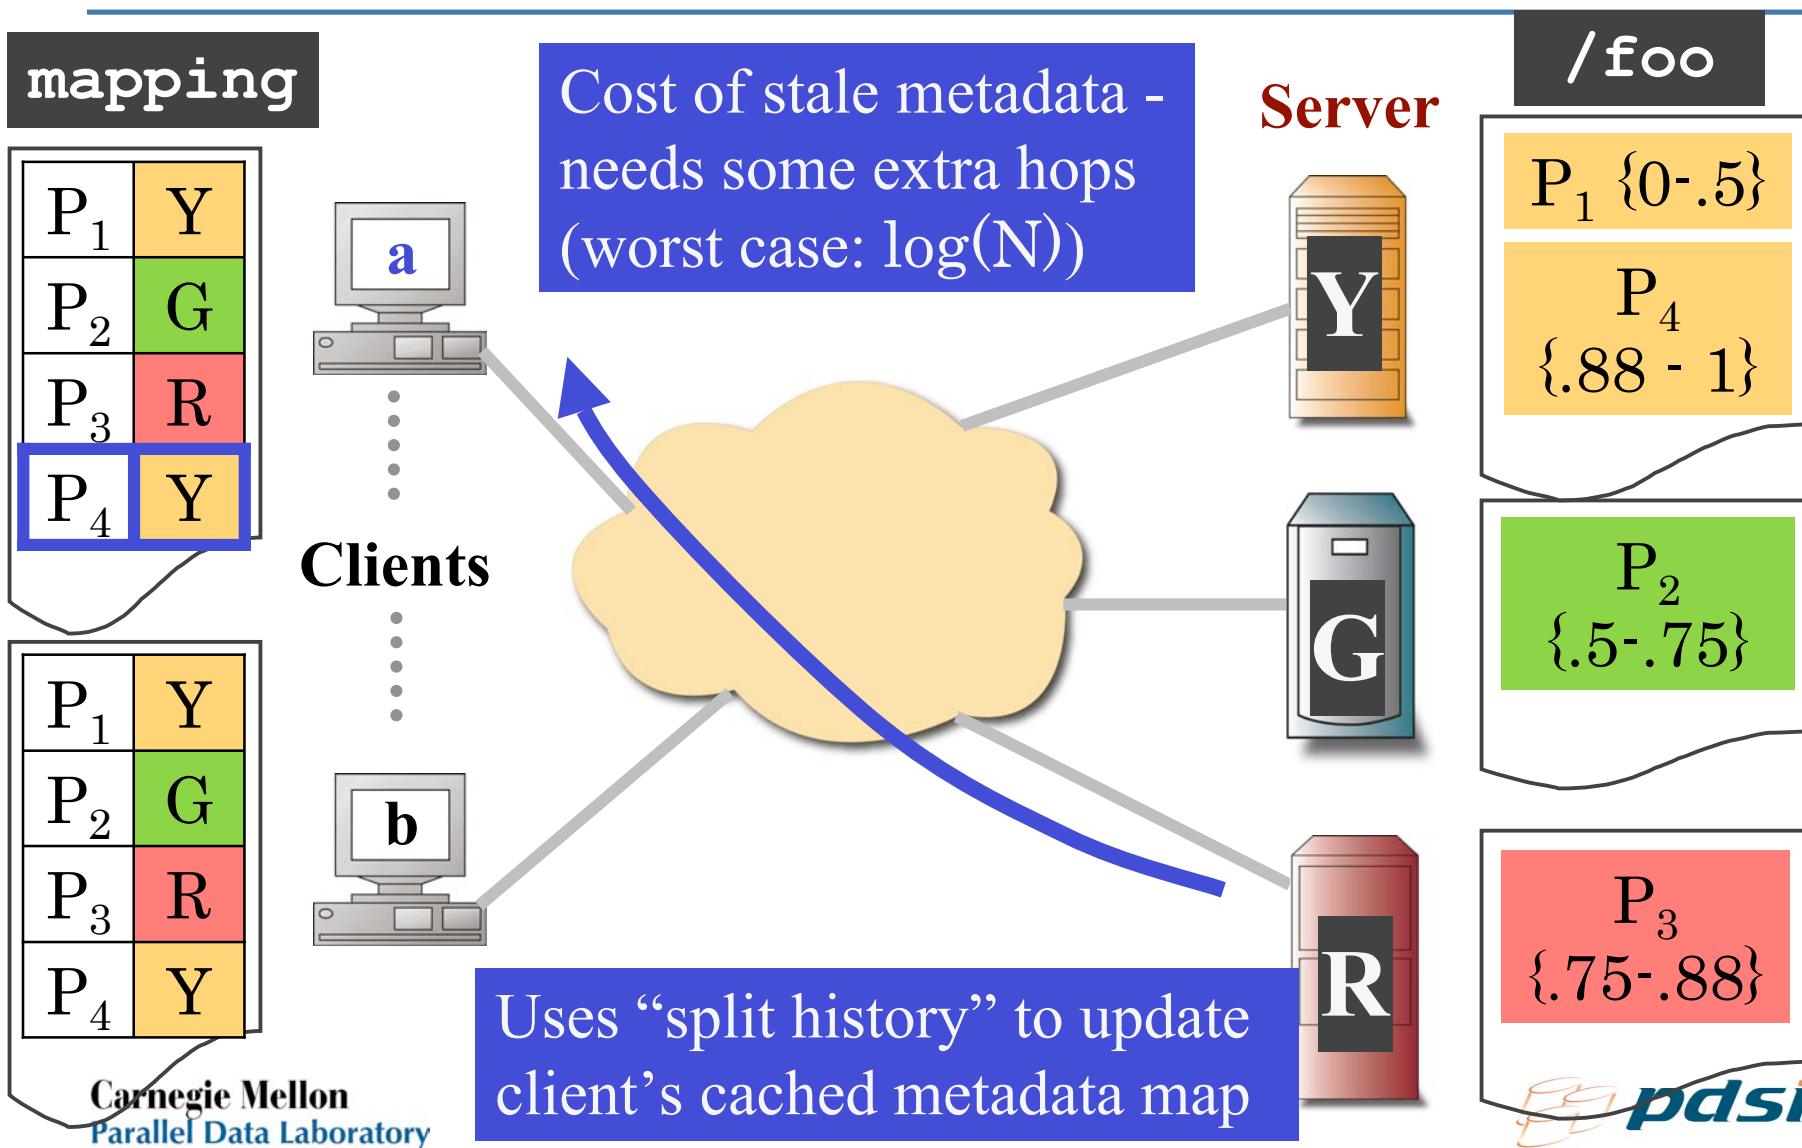 mapping
P1 Y
P2 G
P3 R
P4 Y
P1 Y
P2 G
P3 R
P4 Y
a
Clients
b
Cost of stale metadata -
needs some extra hops
(worst case: log(N))
Uses “split history” to update
client’s cached metadata map
Server
Y
G
R
/foo
P1 {0-.5}
P4
{.88 - 1}
P2
{.5-.75}
P3
{.75-.88}
Carnegie Mellon
Parallel Data Laboratory
pdsi